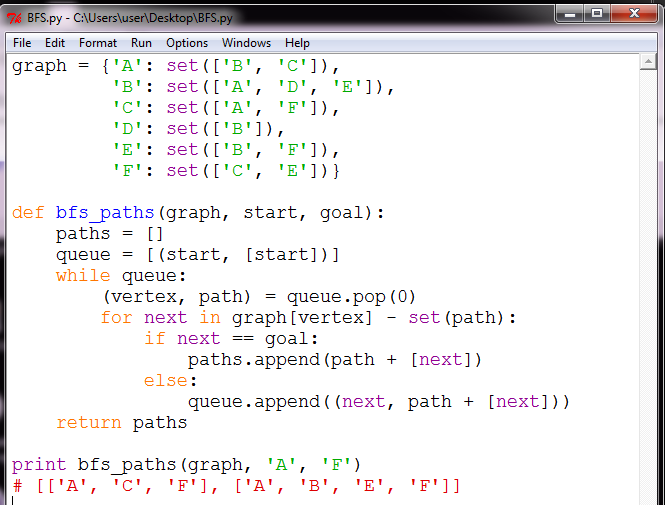 BFS.py - C:\Users\user\Desktop\BFS.py
File Edit Format Run Options Windows Help
graph = {'A': set(['B', 'C']),
         'B': set(['A', 'D', 'E']),
         'C': set(['A', 'F']),
         'D': set(['B']),
         'E': set(['B', 'F']),
         'F': set(['C', 'E'])}

def bfs_paths(graph, start, goal):
    paths = []
    queue = [(start, [start])]
    while queue:
        (vertex, path) = queue.pop(0)
        for next in graph[vertex] - set(path):
            if next == goal:
                paths.append(path + [next])
            else:
                queue.append((next, path + [next]))
    return paths

print bfs_paths(graph, 'A', 'F')
# [['A', 'C', 'F'], ['A', 'B', 'E', 'F']]